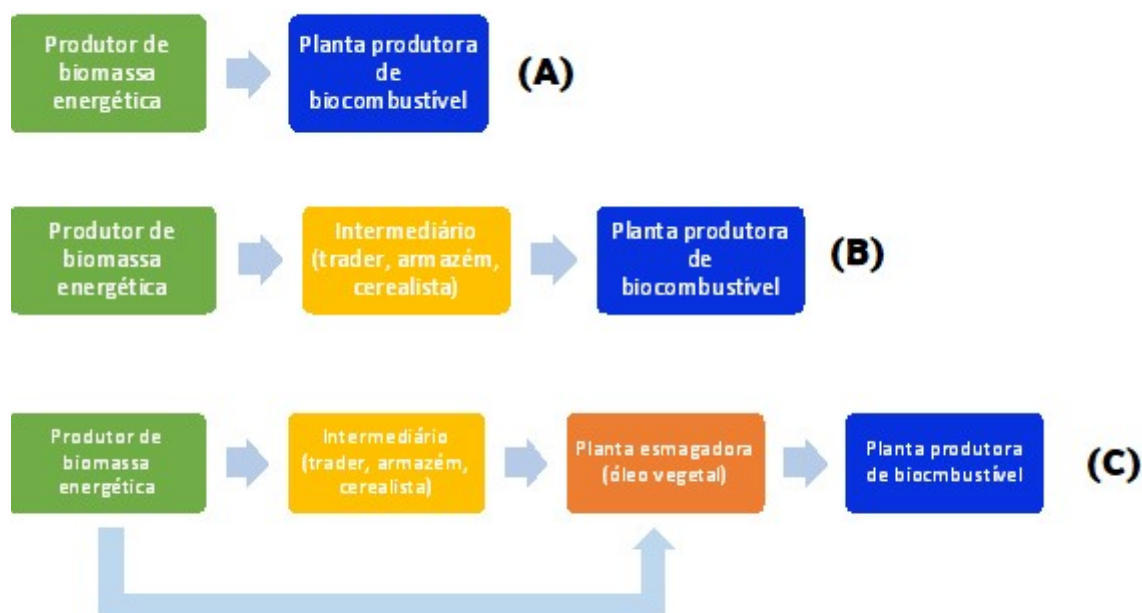 Produtor de
biomassa
energética
Planta produtora
de
biocombustível
(A)
Produtor de
biomassa
energética
Intermediário
(trader, armazém,
cerealista)
Planta produtora
de
biocombustível
(B)
Produtor de
biomassa
energética
Intermediário
(trader, armazém,
cerealista)
Planta esmagadora
(óleo vegetal)
Planta produtora
de biocmbustível
(C)